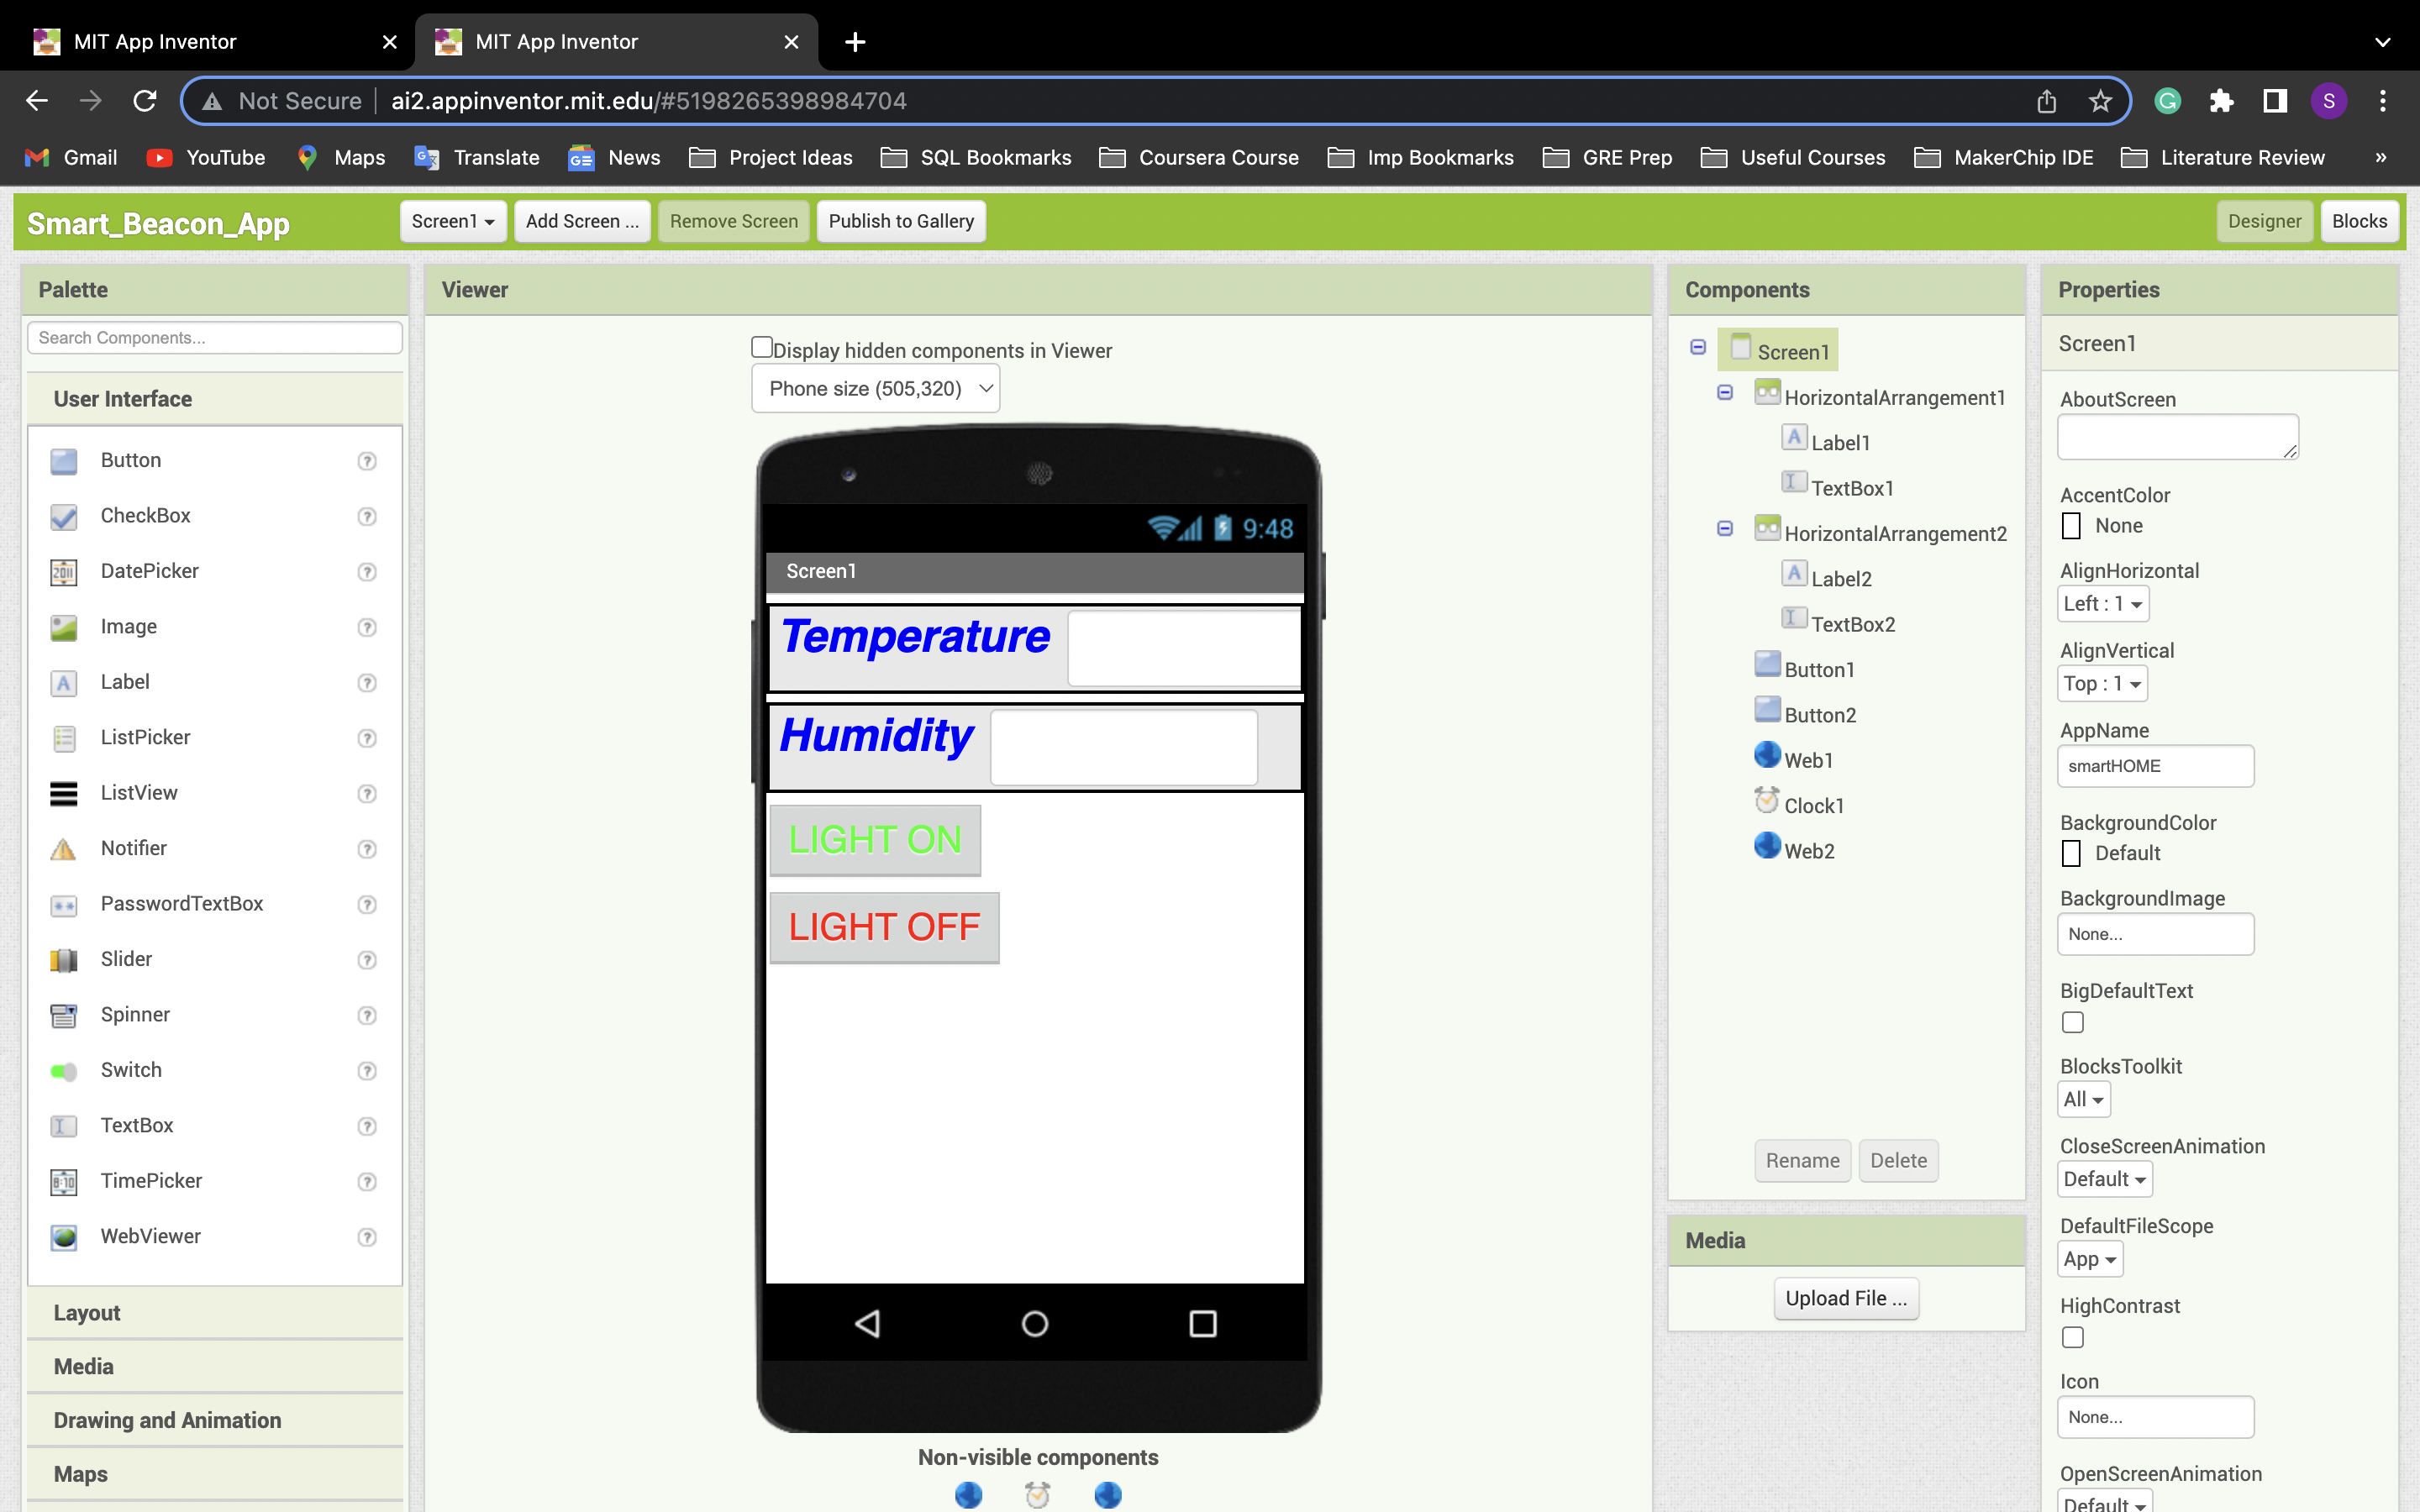 MIT App Inventor
MIT App Inventor
Not Secure ai2.appinventor.mit.edu/#5198265398984704
S
Gmail YouTube Maps Translate News Project Ideas SQL Bookmarks Coursera Course Imp Bookmarks GRE Prep Useful Courses MakerChip IDE Literature Review »
Smart_Beacon_App Screen1 Add Screen ... Remove Screen Publish to Gallery Designer Blocks
Palette
Search Components...
User Interface
Button
CheckBox
DatePicker
Image
Label
ListPicker
ListView
Notifier
PasswordTextBox
Slider
Spinner
Switch
TextBox
TimePicker
WebViewer
Layout
Media
Drawing and Animation
Maps
Viewer
Display hidden components in Viewer
Phone size (505,320)
9:48
Screen1
Temperature
Humidity
LIGHT ON
LIGHT OFF
Non-visible components
Components
Screen1
HorizontalArrangement1
Label1
TextBox1
HorizontalArrangement2
Label2
TextBox2
Button1
Button2
Web1
Clock1
Web2
Rename Delete
Media
Upload File ...
Properties
Screen1
AboutScreen
AccentColor
None
AlignHorizontal
Left : 1
AlignVertical
Top : 1
AppName
smartHOME
BackgroundColor
Default
BackgroundImage
None...
BigDefaultText
BlocksToolkit
All
CloseScreenAnimation
Default
DefaultFileScope
App
HighContrast
Icon
None...
OpenScreenAnimation
Default